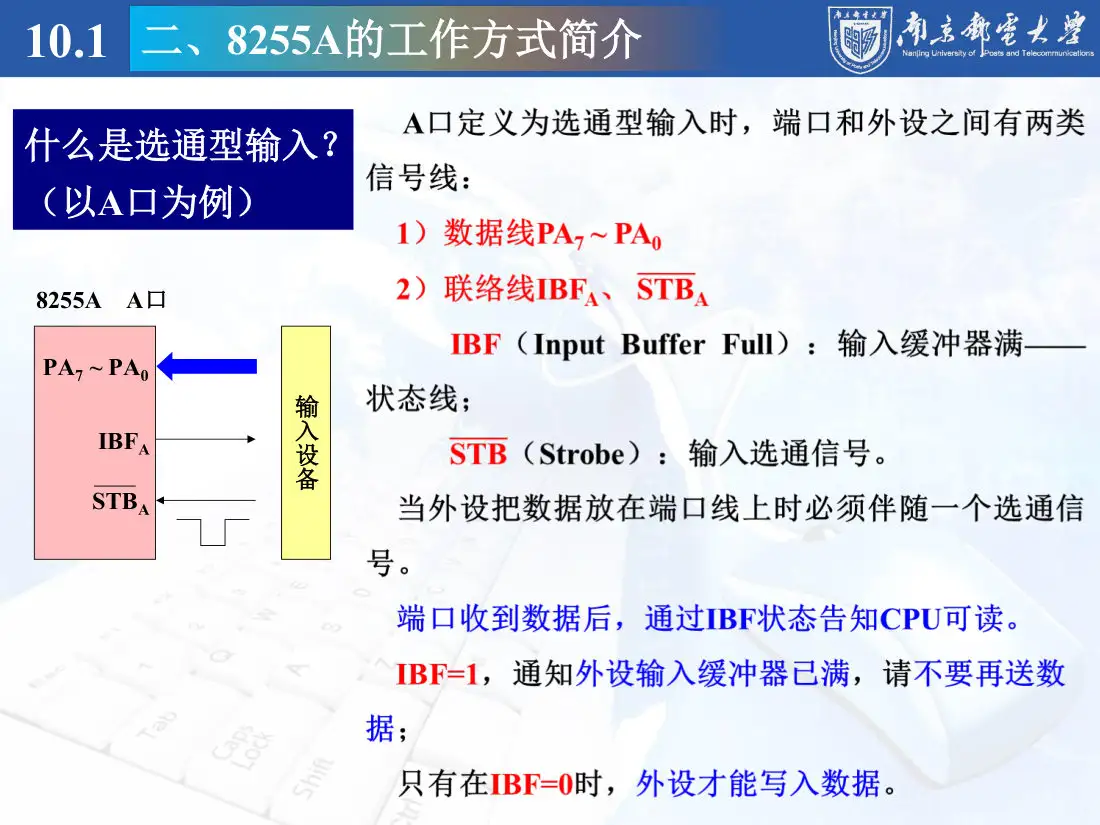 10.1 二、8255A的工作方式简介
南京邮电大学
Nanjing University of Posts and Telecommunications
什么是选通型输入?
(以A口为例)
8255A A口
PA7 ~ PA0
IBFA
S̅T̅B̅A
输入设备
A口定义为选通型输入时,端口和外设之间有两类
信号线:
1)数据线PA7 ~ PA0
2)联络线IBFA、S̅T̅B̅A
IBF(Input Buffer Full):输入缓冲器满——
状态线;
S̅T̅B̅(Strobe):输入选通信号。
当外设把数据放在端口线上时必须伴随一个选通信
号。
端口收到数据后,通过IBF状态告知CPU可读。
IBF=1,通知外设输入缓冲器已满,请不要再送数
据;
只有在IBF=0时,外设才能写入数据。